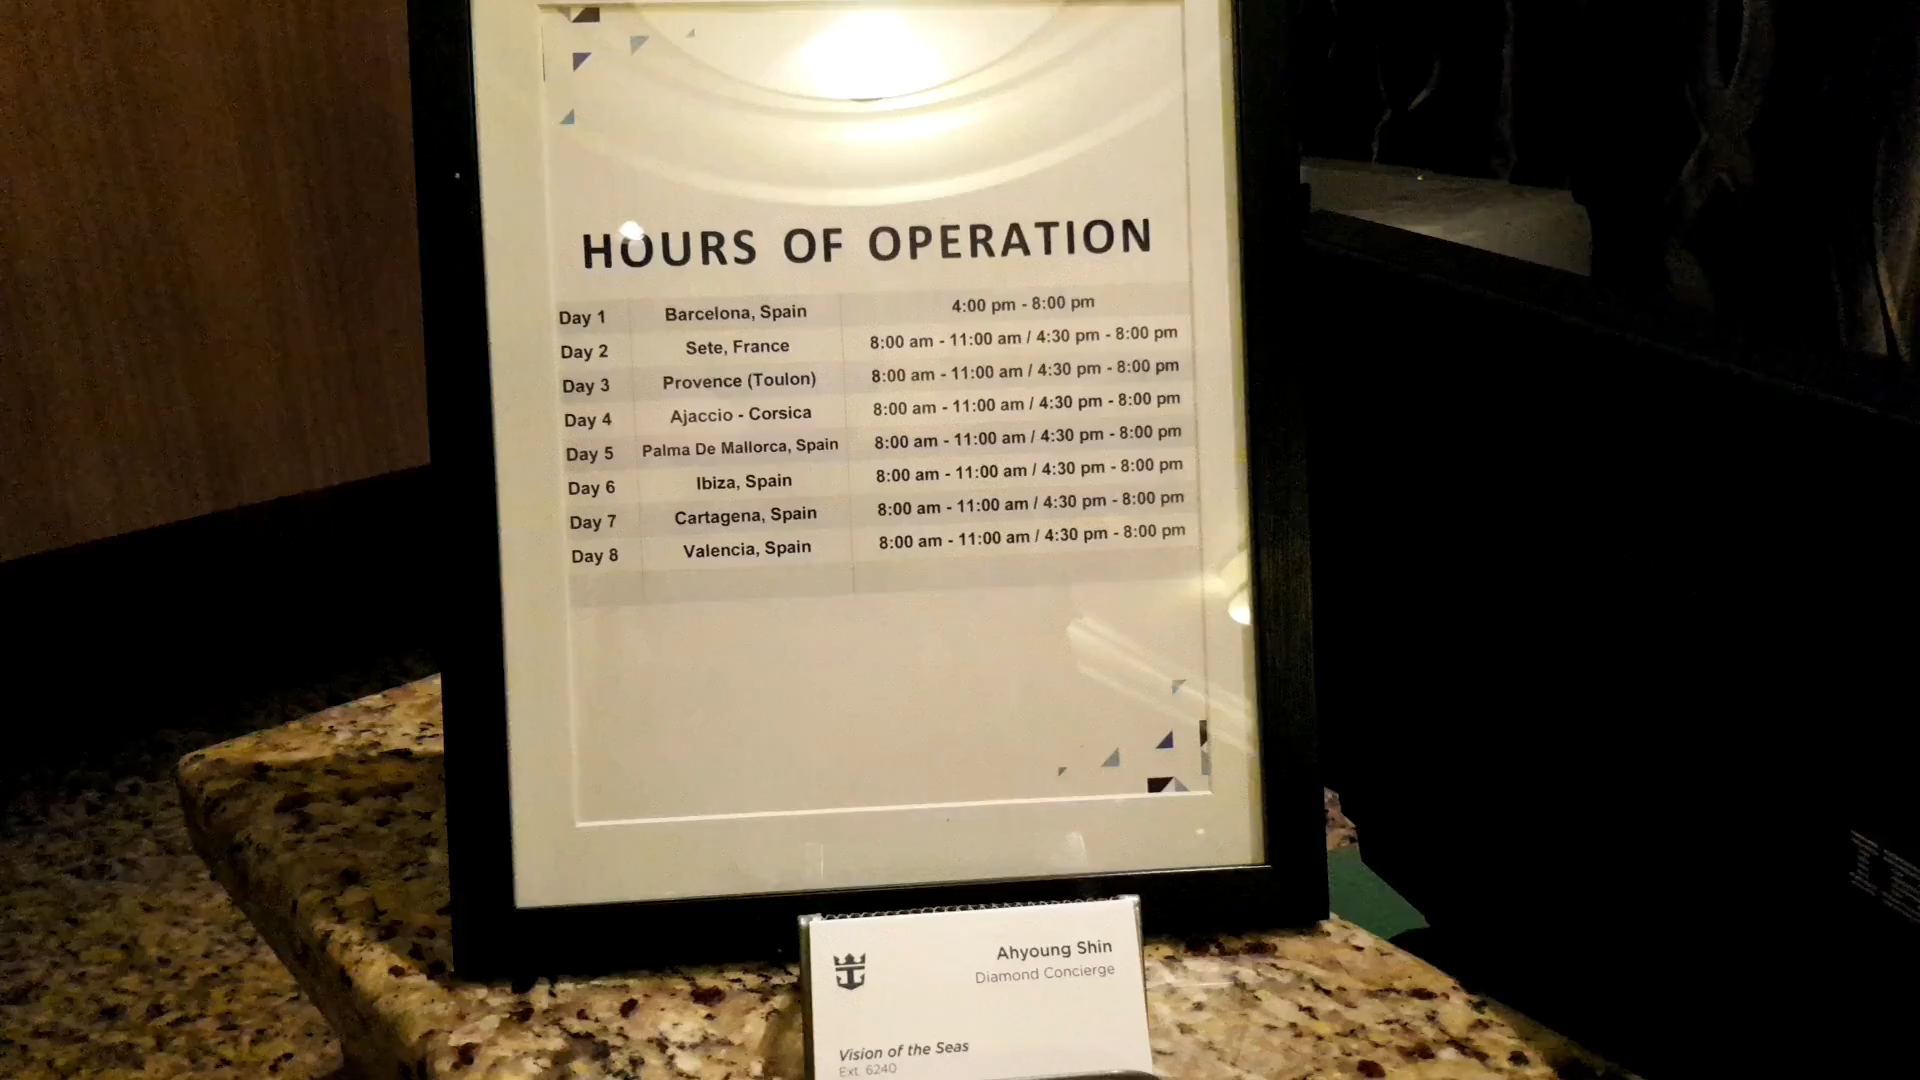 HOURS OF OPERATION
Day 1 Barcelona, Spain 4:00 pm - 8:00 pm
Day 2 Sete, France 8:00 am - 11:00 am / 4:30 pm - 8:00 pm
Day 3 Provence (Toulon) 8:00 am - 11:00 am / 4:30 pm - 8:00 pm
Day 4 Ajaccio - Corsica 8:00 am - 11:00 am / 4:30 pm - 8:00 pm
Day 5 Palma De Mallorca, Spain 8:00 am - 11:00 am / 4:30 pm - 8:00 pm
Day 6 Ibiza, Spain 8:00 am - 11:00 am / 4:30 pm - 8:00 pm
Day 7 Cartagena, Spain 8:00 am - 11:00 am / 4:30 pm - 8:00 pm
Day 8 Valencia, Spain 8:00 am - 11:00 am / 4:30 pm - 8:00 pm
Ahyoung Shin
Diamond Concierge
Vision of the Seas
Ext. 6240